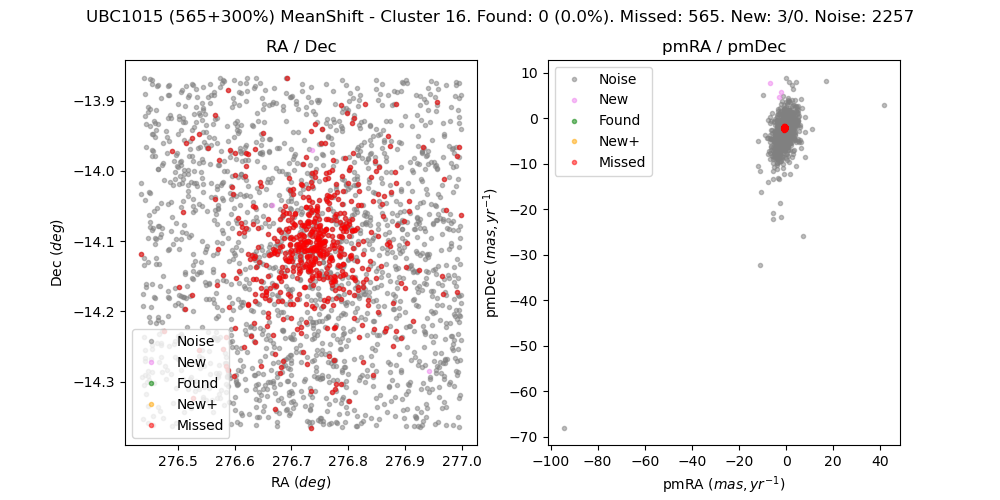 UBC1015 (565+300%) MeanShift - Cluster 16. Found: 0 (0.0%). Missed: 565. New: 3/0. Noise: 2257
RA / Dec
Dec (deg)
−13.9
−14.0
−14.1
−14.2
−14.3
Noise
New
Found
New+
Missed
276.5
276.6
276.7
276.8
276.9
277.0
RA (deg)
pmRA / pmDec
pmDec (mas, yr⁻¹)
10
0
−10
−20
−30
−40
−50
−60
−70
Noise
New
Found
New+
Missed
−100
−80
−60
−40
−20
0
20
40
pmRA (mas, yr⁻¹)